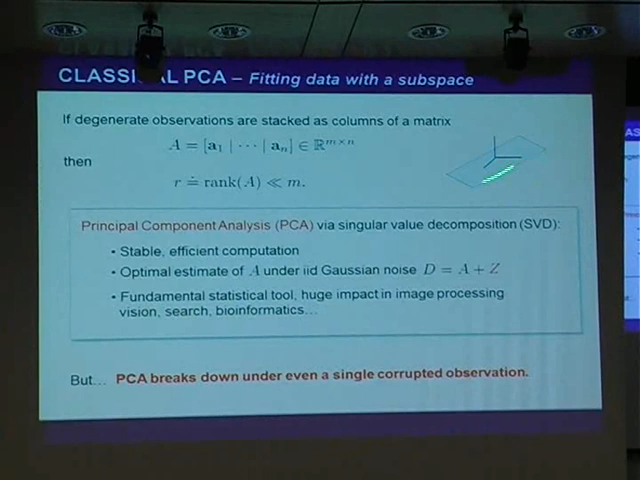 CLASSICAL PCA – Fitting data with a subspace
If degenerate observations are stacked as columns of a matrix
A = [a₁ | ⋯ | aₙ] ∈ ℝᵐˣⁿ
then
r ≐ rank(A) ≪ m.
Principal Component Analysis (PCA) via singular value decomposition (SVD):
• Stable, efficient computation
• Optimal estimate of A under iid Gaussian noise D = A + Z
• Fundamental statistical tool, huge impact in image processing
vision, search, bioinformatics…
But… PCA breaks down under even a single corrupted observation.